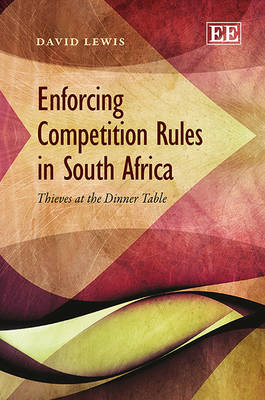 DAVID LEWIS
EE
Enforcing
Competition Rules
in South Africa
Thieves at the Dinner Table